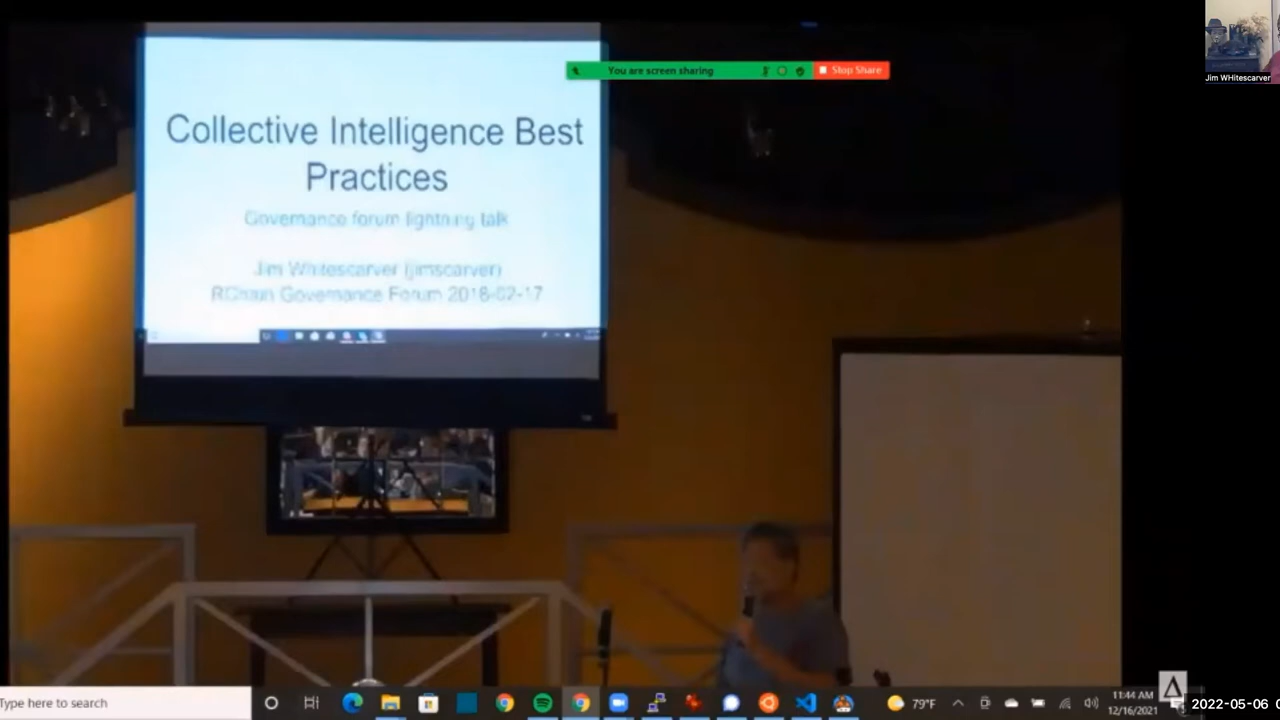 You are screen sharing
Stop Share
Jim WHitescarver
Collective Intelligence Best
Practices
Governance forum lightning talk
Jim Whitescarver (jimscarver)
RChain Governance Forum 2018-02-17
Type here to search
79°F
11:44 AM
12/16/2021
2022-05-06